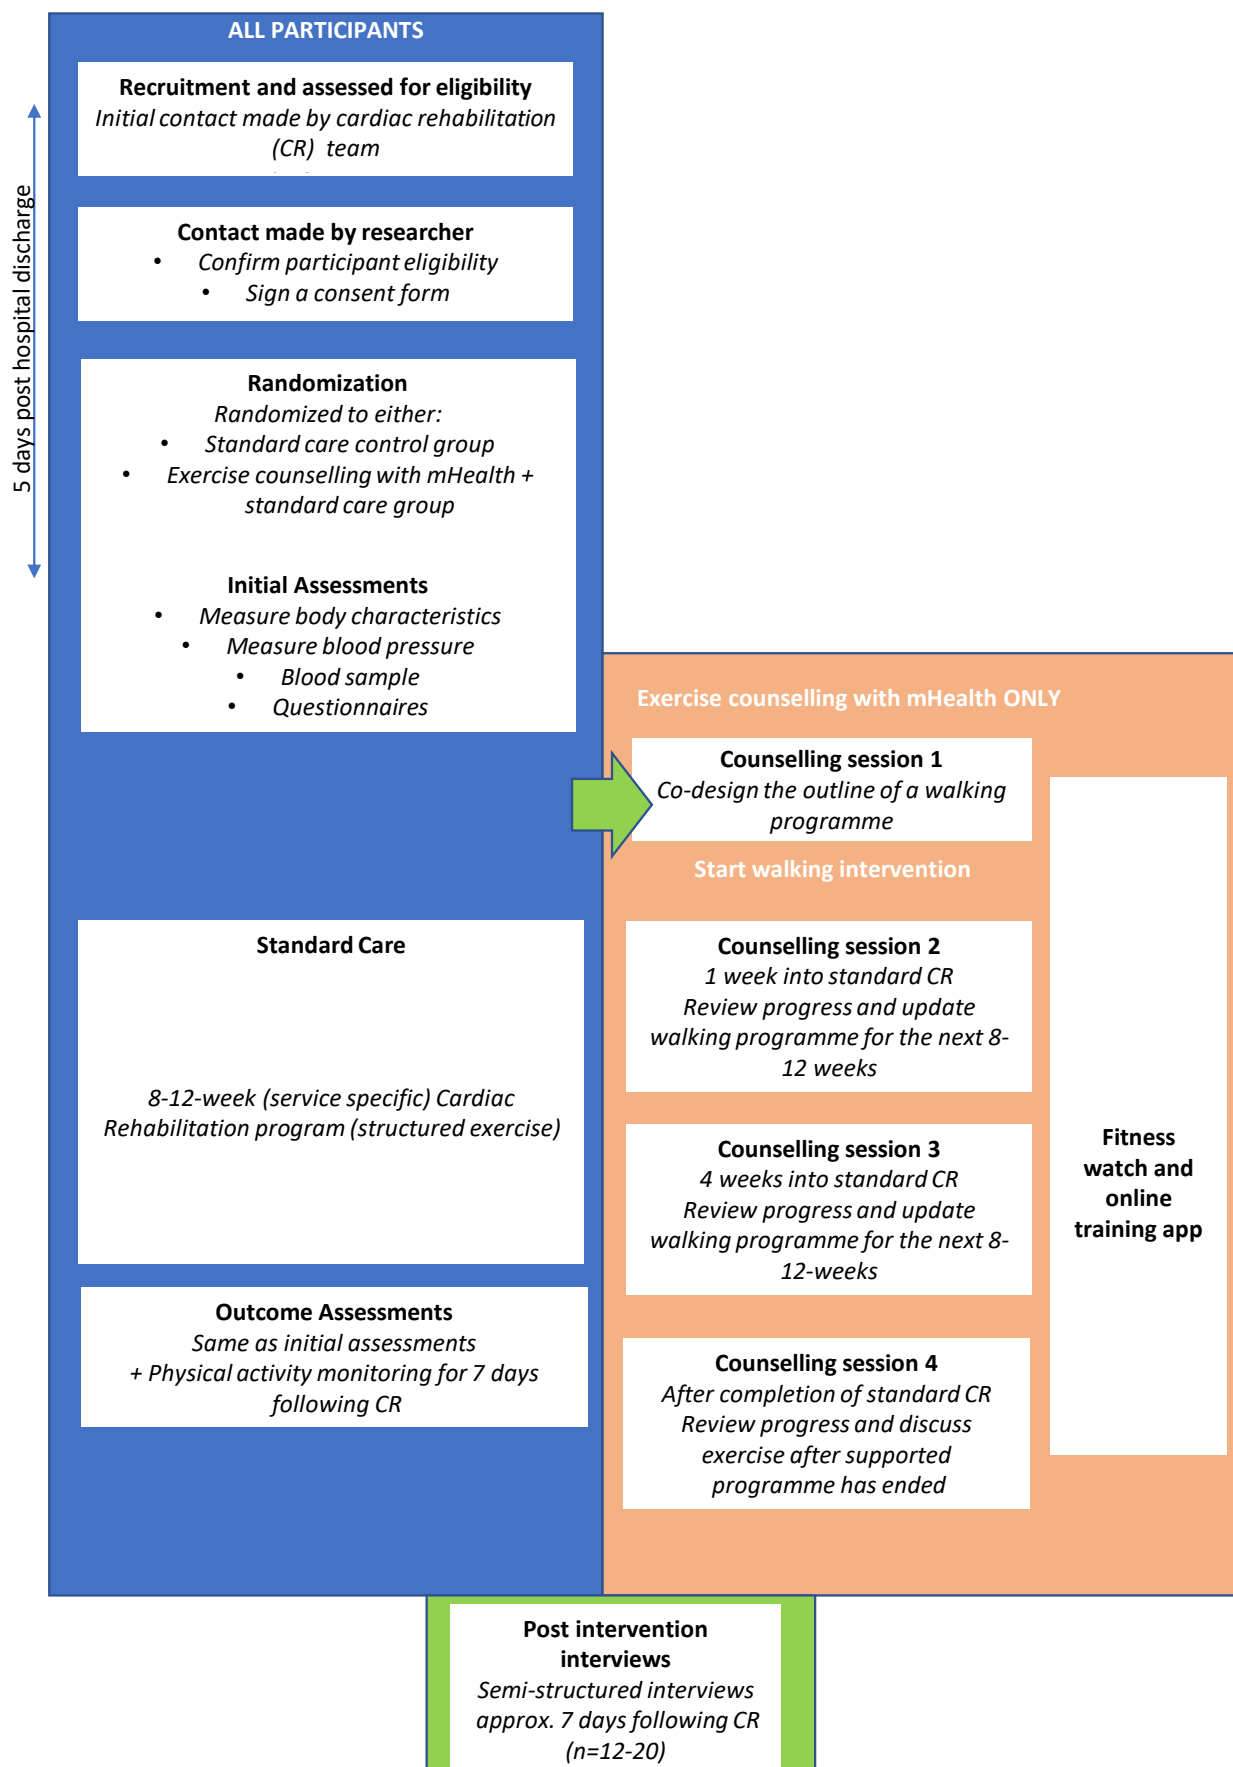 ALL PARTICIPANTS
Recruitment and assessed for eligibility
Initial contact made by cardiac rehabilitation
(CR) team
5 days post hospital discharge
Contact made by researcher
• Confirm participant eligibility
• Sign a consent form
Randomization
Randomized to either:
• Standard care control group
• Exercise counselling with mHealth +
standard care group
Initial Assessments
• Measure body characteristics
• Measure blood pressure
• Blood sample
• Questionnaires
Exercise counselling with mHealth ONLY
Counselling session 1
Co-design the outline of a walking
programme
Start walking intervention
Standard Care
8-12-week (service specific) Cardiac
Rehabilitation program (structured exercise)
Counselling session 2
1 week into standard CR
Review progress and update
walking programme for the next 8-
12 weeks
Counselling session 3
4 weeks into standard CR
Review progress and update
walking programme for the next 8-
12-weeks
Fitness
watch and
online
training app
Outcome Assessments
Same as initial assessments
+ Physical activity monitoring for 7 days
following CR
Counselling session 4
After completion of standard CR
Review progress and discuss
exercise after supported
programme has ended
Post intervention
interviews
Semi-structured interviews
approx. 7 days following CR
(n=12-20)